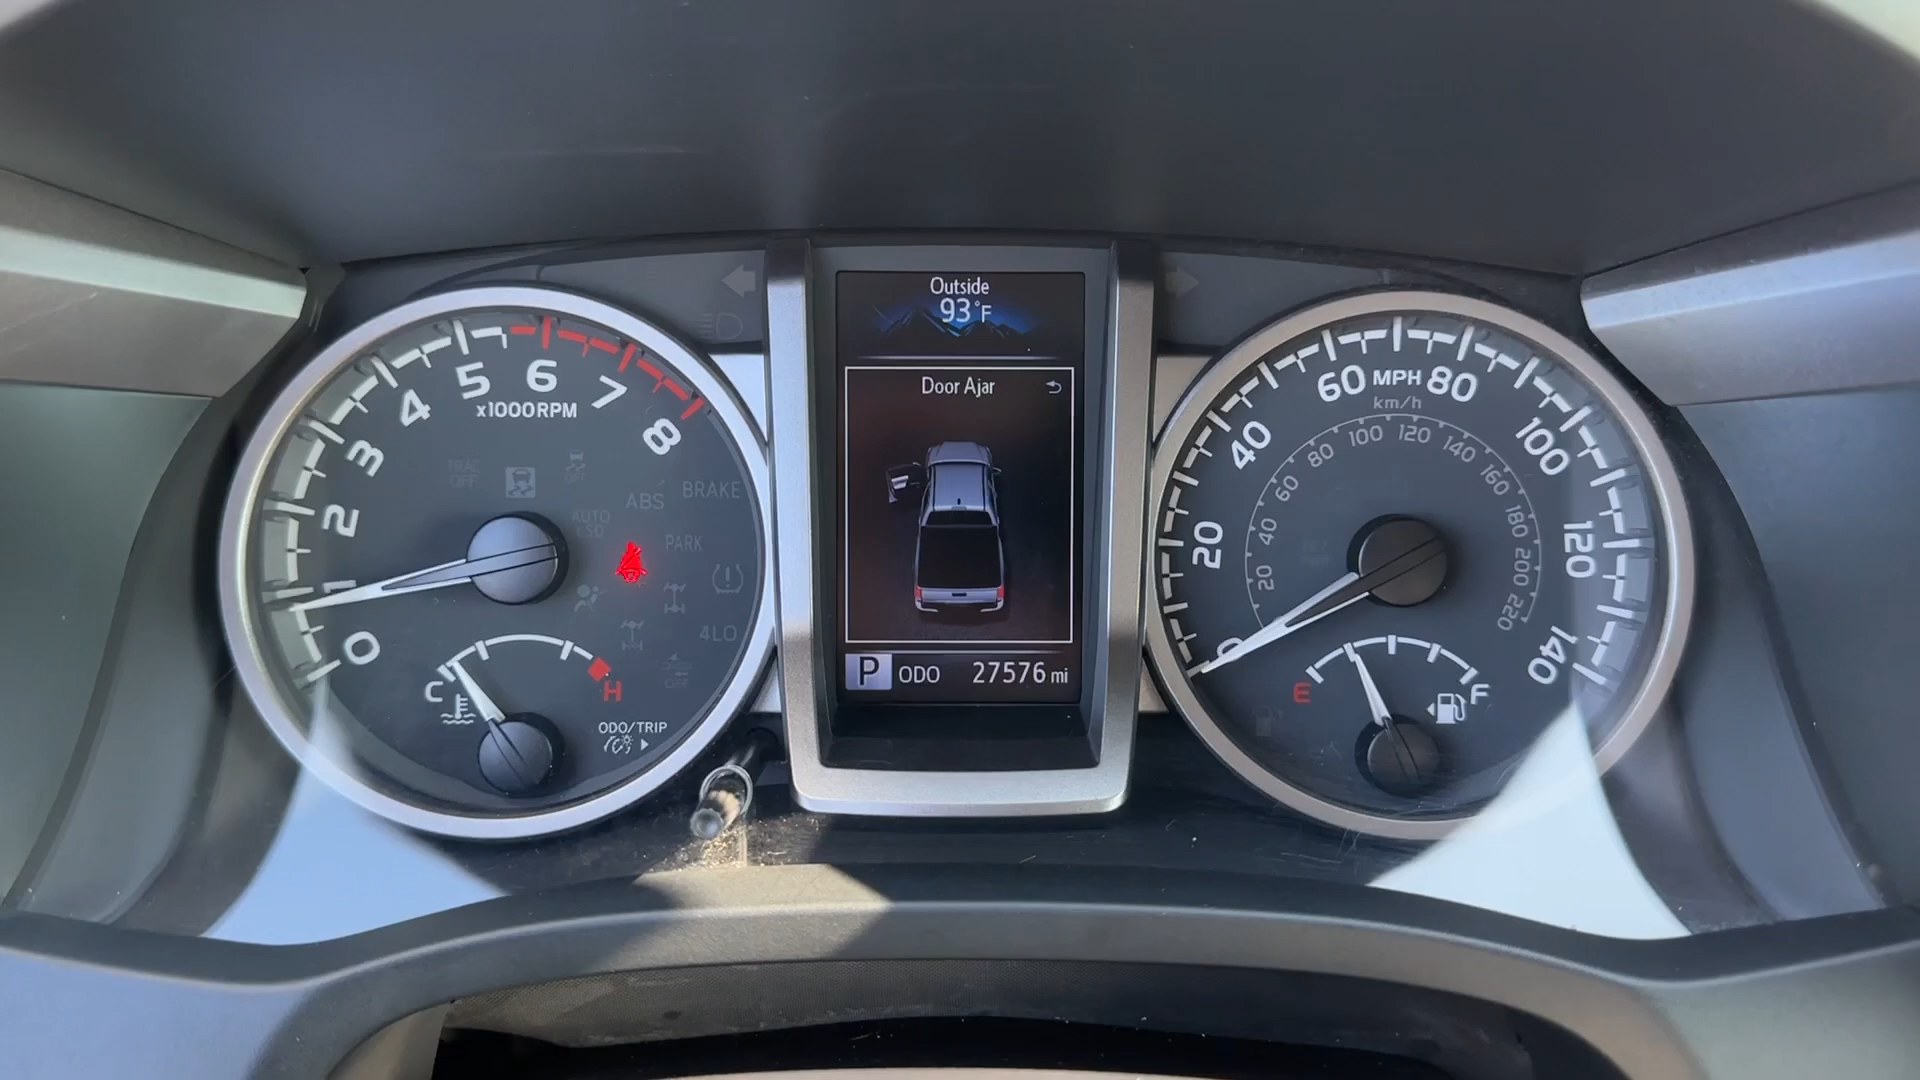 Outside
93°F
Door Ajar
P ODO 27576 mi
0 1 2 3 4 5 6 7 8
x1000RPM
TRAC OFF
ABS
BRAKE
AUTO LSD
PARK
4LO
OFF
C H
ODO/TRIP
0 20 40 60 80 100 120 140
MPH
km/h
20 40 60 80 100 120 140 160 180 200 220
E F